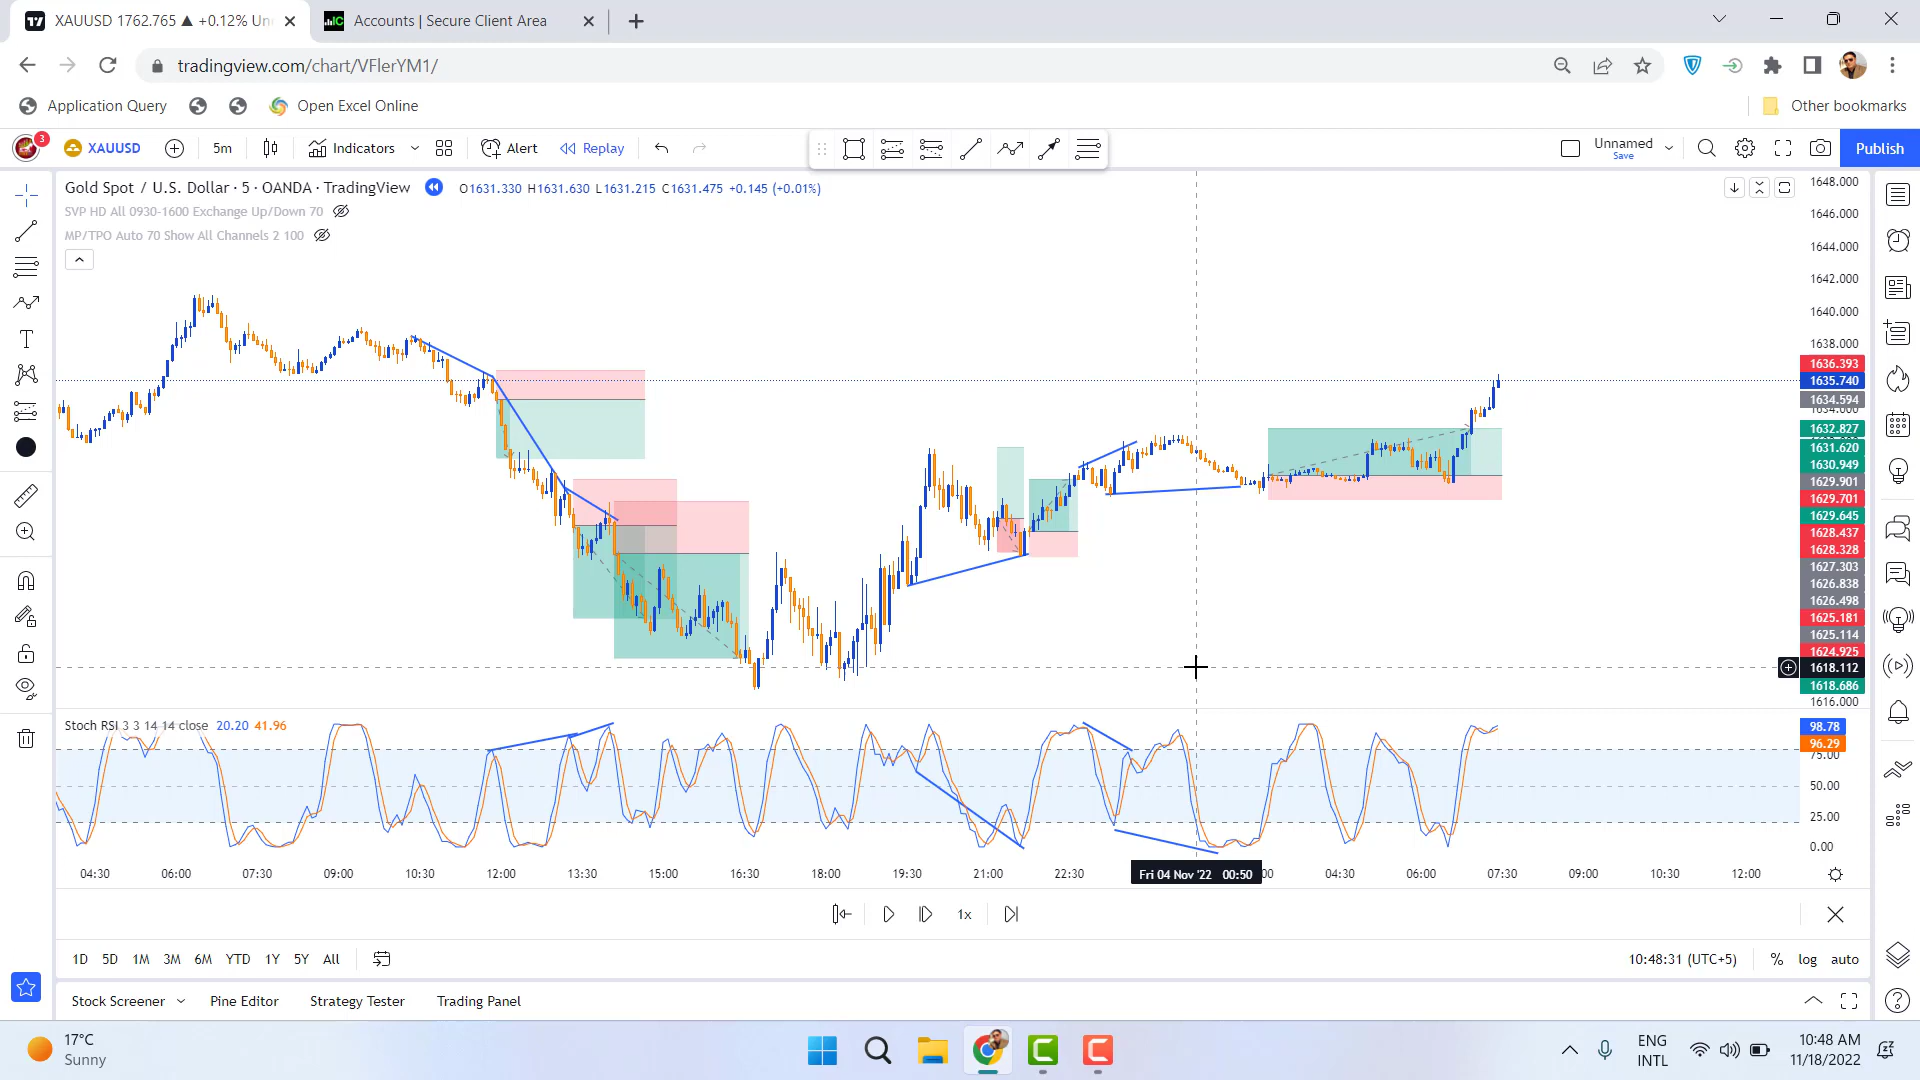 XAUUSD 1762.765 ▲ +0.12% Un
Accounts | Secure Client Area
tradingview.com/chart/VFlerYM1/
Application Query
Open Excel Online
Other bookmarks
3
XAUUSD
5m
Indicators
Alert
Replay
Unnamed
Save
Publish
Gold Spot / U.S. Dollar · 5 · OANDA · TradingView
O1631.330 H1631.630 L1631.215 C1631.475 +0.145 (+0.01%)
SVP HD All 0930-1600 Exchange Up/Down 70
MP/TPO Auto 70 Show All Channels 2 100
1648.000
1646.000
1644.000
1642.000
1640.000
1638.000
1636.393
1635.740
1634.594
1634.000
1632.827
1631.620
1630.949
1629.901
1629.701
1629.645
1628.437
1628.328
1627.303
1626.838
1626.498
1625.181
1625.114
1624.925
1618.112
1618.686
1616.000
Stoch RSI 3 3 14 14 close 20.20 41.96
98.78
96.29
75.00
50.00
25.00
0.00
04:30 06:00 07:30 09:00 10:30 12:00 13:30 15:00 16:30 18:00 19:30 21:00 22:30 Fri 04 Nov '22 00:50 04:30 06:00 07:30 09:00 10:30 12:00
1x
1D 5D 1M 3M 6M YTD 1Y 5Y All
10:48:31 (UTC+5) % log auto
Stock Screener Pine Editor Strategy Tester Trading Panel
17°C
Sunny
ENG
INTL
10:48 AM
11/18/2022